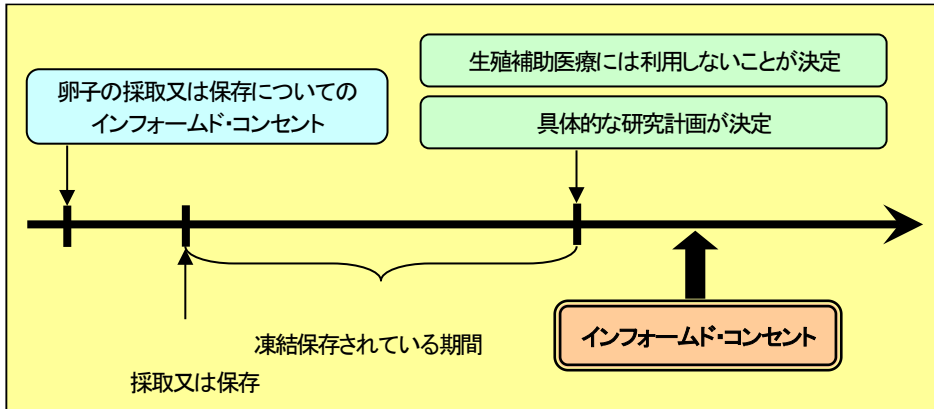 生殖補助医療には利用しないことが決定
卵子の採取又は保存についての
インフォームド・コンセント
具体的な研究計画が決定
凍結保存されている期間
インフォームド・コンセント
採取又は保存